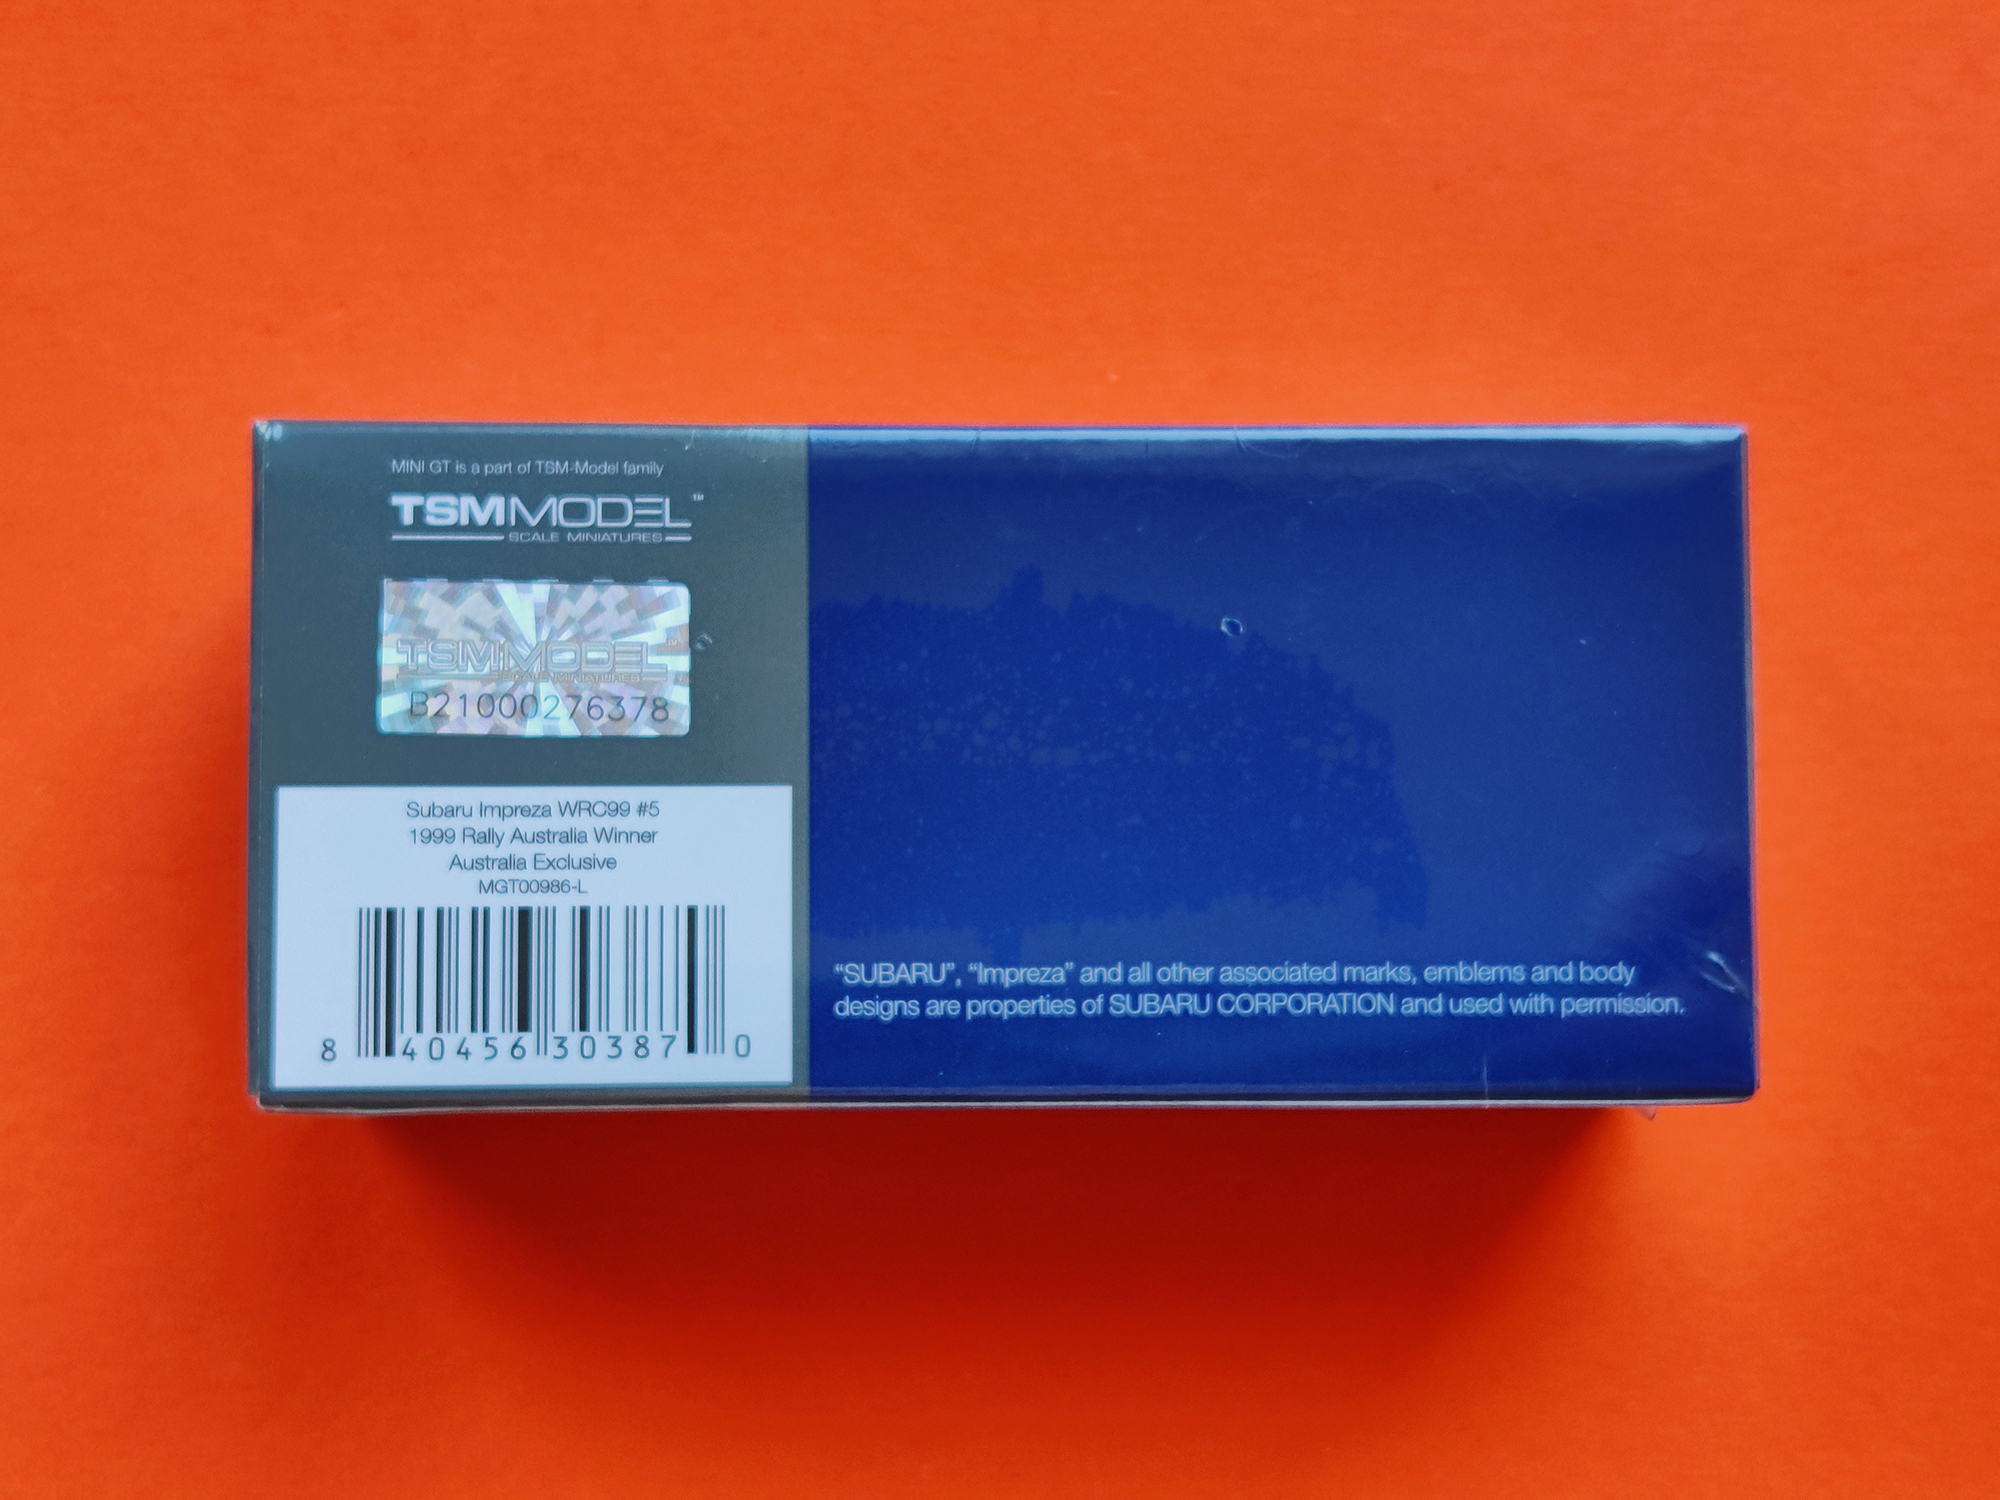 MINI GT is a part of TSM-Model family
TSMMODEL™
SCALE MINIATURES
TSMMODEL™
SCALE MINIATURES
B21000276378
Subaru Impreza WRC99 #5
1999 Rally Australia Winner
Australia Exclusive
MGT00986-L
8 40456 30387 0
“SUBARU”, “Impreza” and all other associated marks, emblems and body
designs are properties of SUBARU CORPORATION and used with permission.